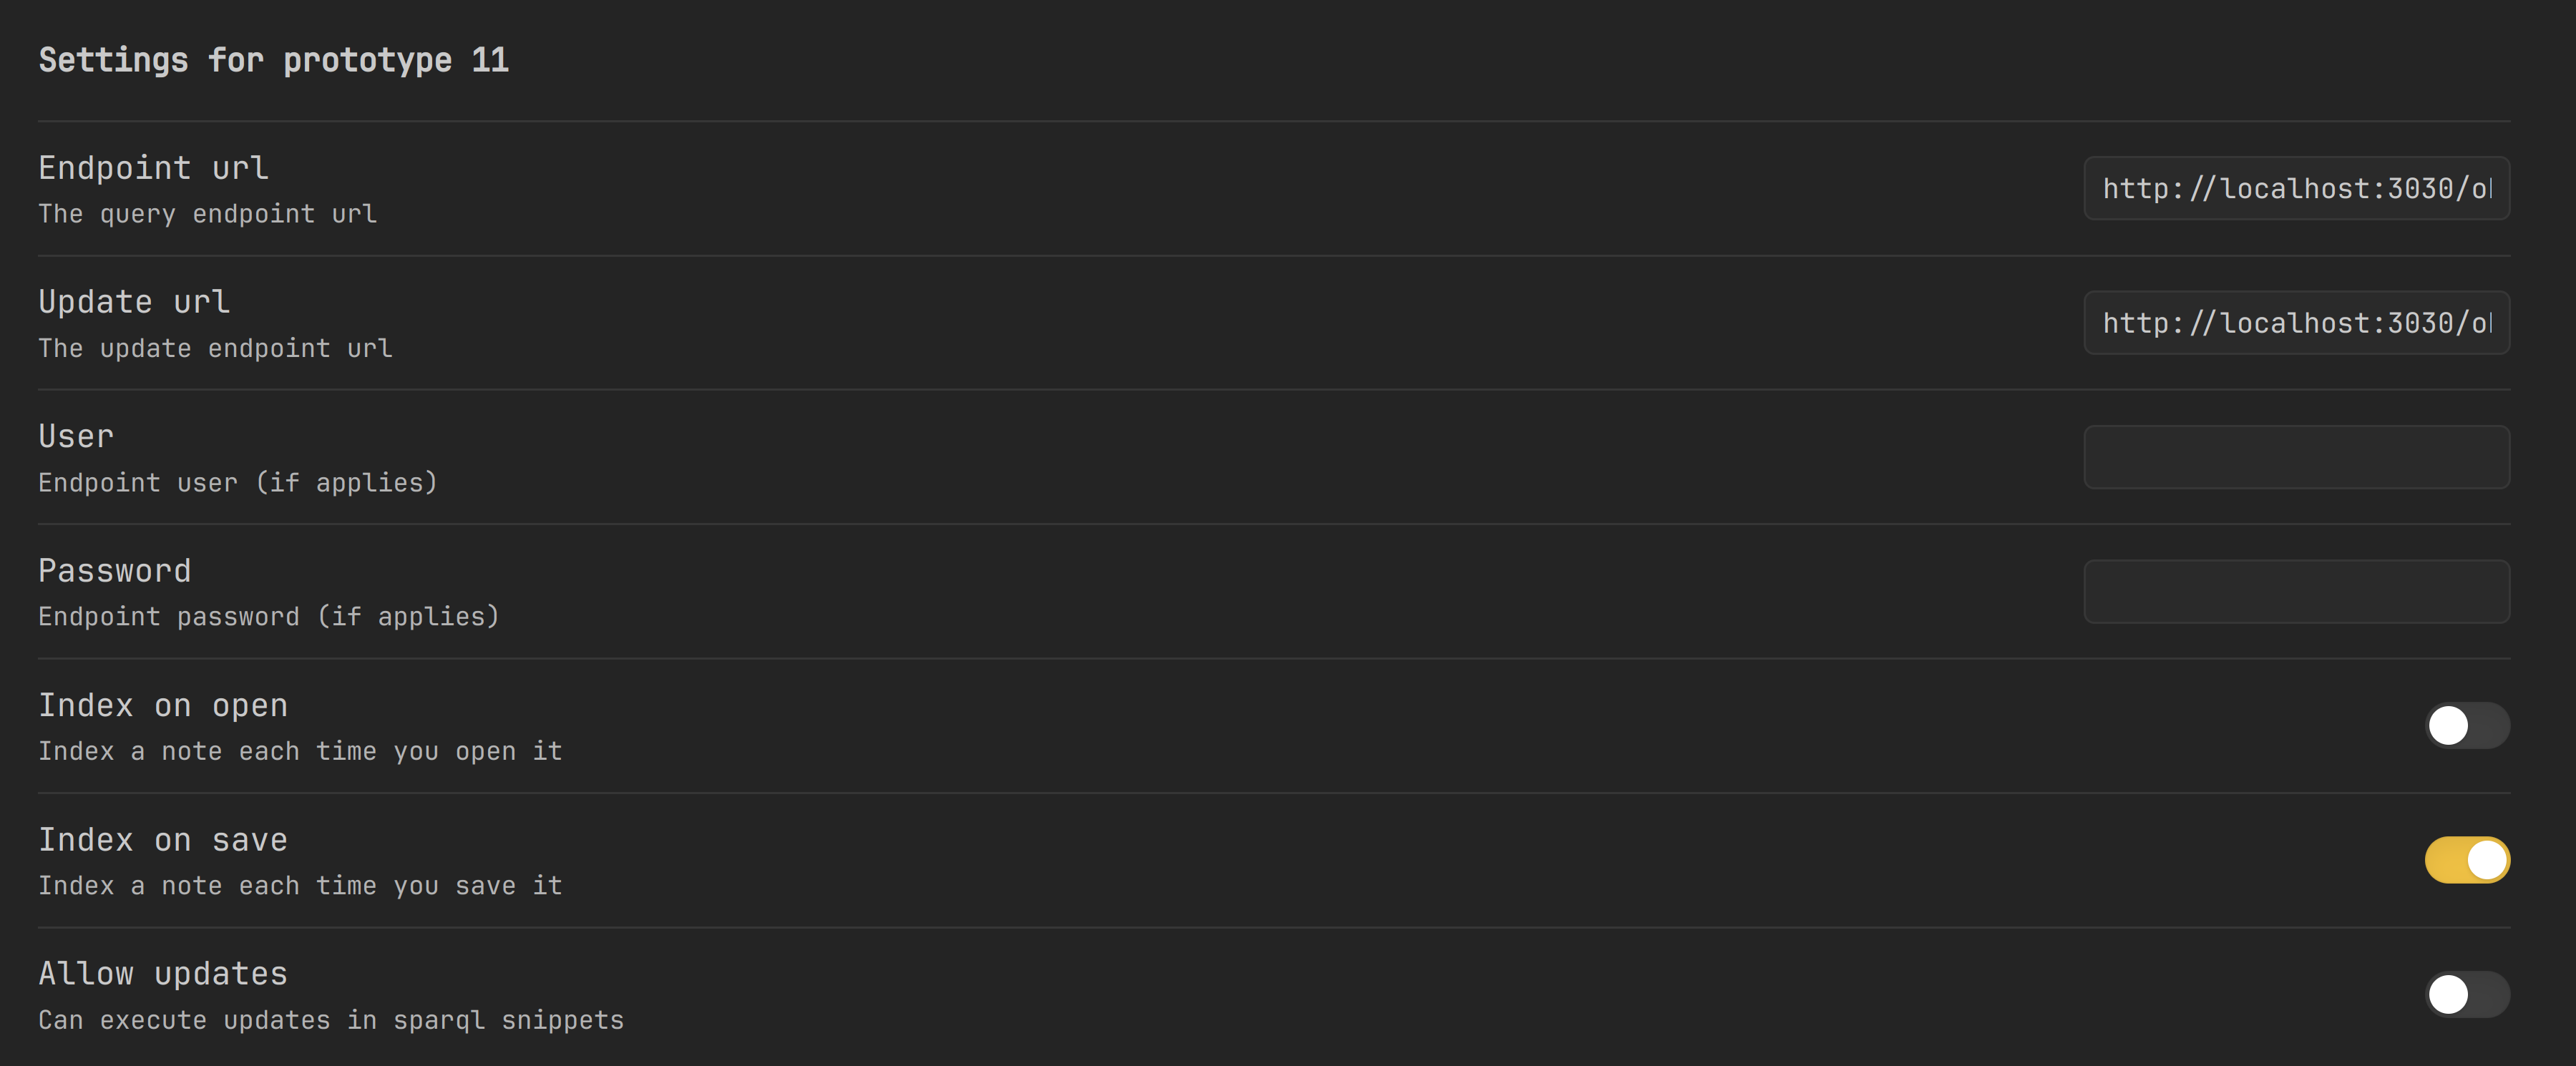 Settings for prototype 11
Endpoint url
The query endpoint url
http://localhost:3030/o
Update url
The update endpoint url
http://localhost:3030/o
User
Endpoint user (if applies)
Password
Endpoint password (if applies)
Index on open
Index a note each time you open it
Index on save
Index a note each time you save it
Allow updates
Can execute updates in sparql snippets